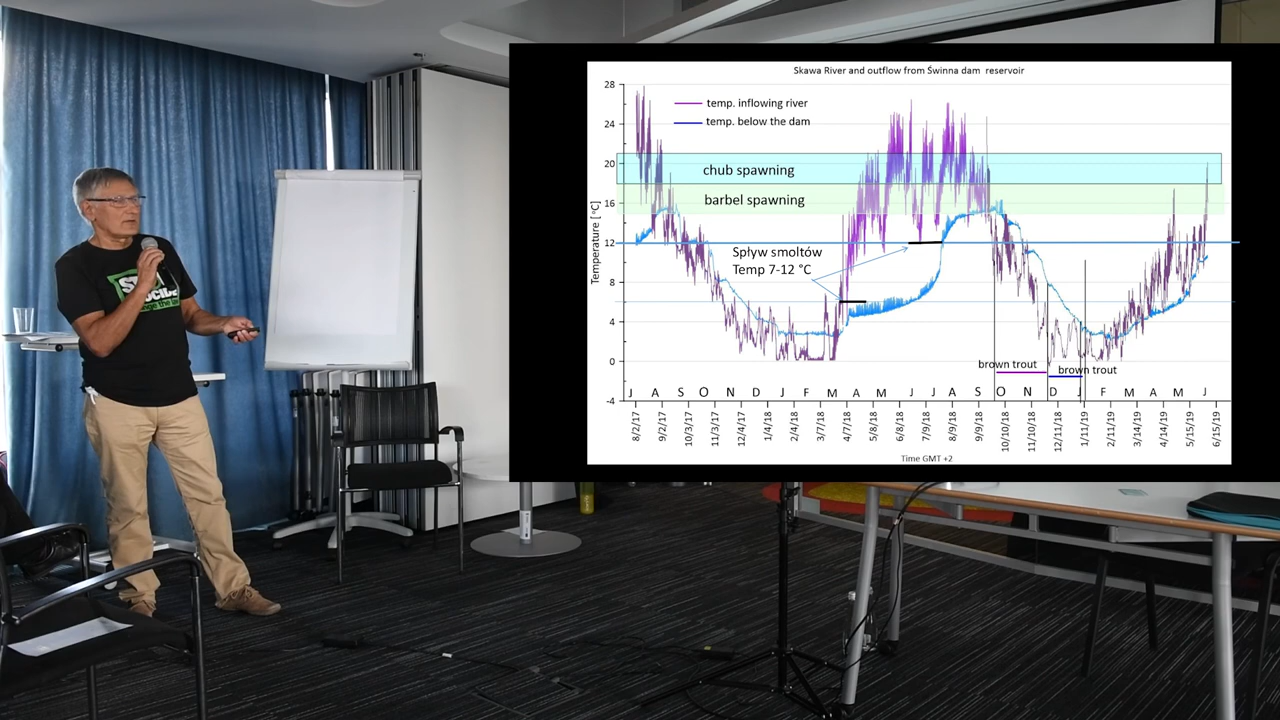 Skawa River and outflow from Świnna dam reservoir
temp. inflowing river
temp. below the dam
chub spawning
barbel spawning
Spływ smoltów
Temp 7-12 °C
brown trout
brown trout
Temperature [°C]
28
24
20
16
12
8
4
0
-4
J A S O N D J F M A M J J A S O N D J F M A M J
8/2/17 9/2/17 10/3/17 11/3/17 12/4/17 1/4/18 2/4/18 3/7/18 4/7/18 5/8/18 6/8/18 7/9/18 8/9/18 9/9/18 10/10/18 11/10/18 12/11/18 1/11/19 2/11/19 3/14/19 4/14/19 5/15/19 6/15/19
Time GMT +2